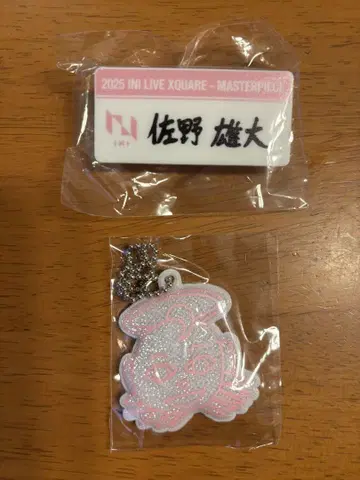 2025 INI LIVE XQUARE - MASTERPIECE
INI
佐野 雄大